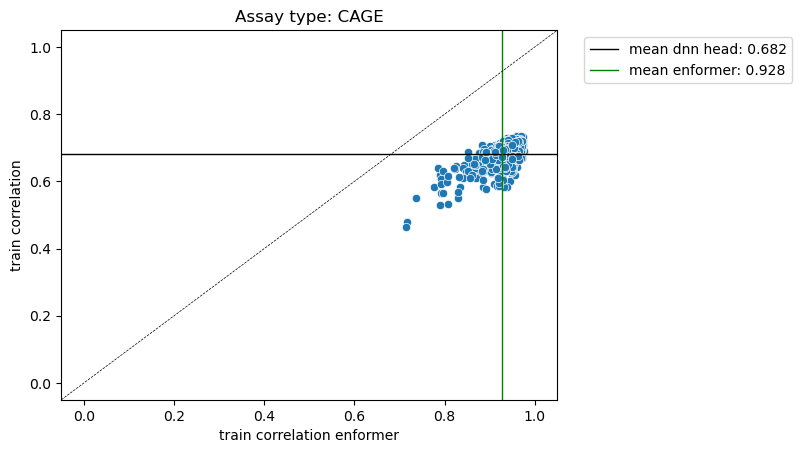 Assay type: CAGE
mean dnn head: 0.682
mean enformer: 0.928
train correlation
1.0
0.8
0.6
0.4
0.2
0.0
0.0 0.2 0.4 0.6 0.8 1.0
train correlation enformer